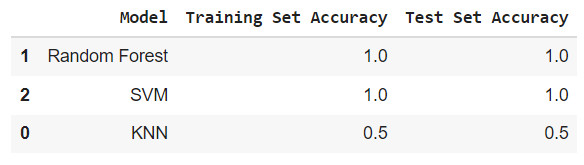 Model Training Set Accuracy Test Set Accuracy
1 Random Forest 1.0 1.0
2 SVM 1.0 1.0
0 KNN 0.5 0.5